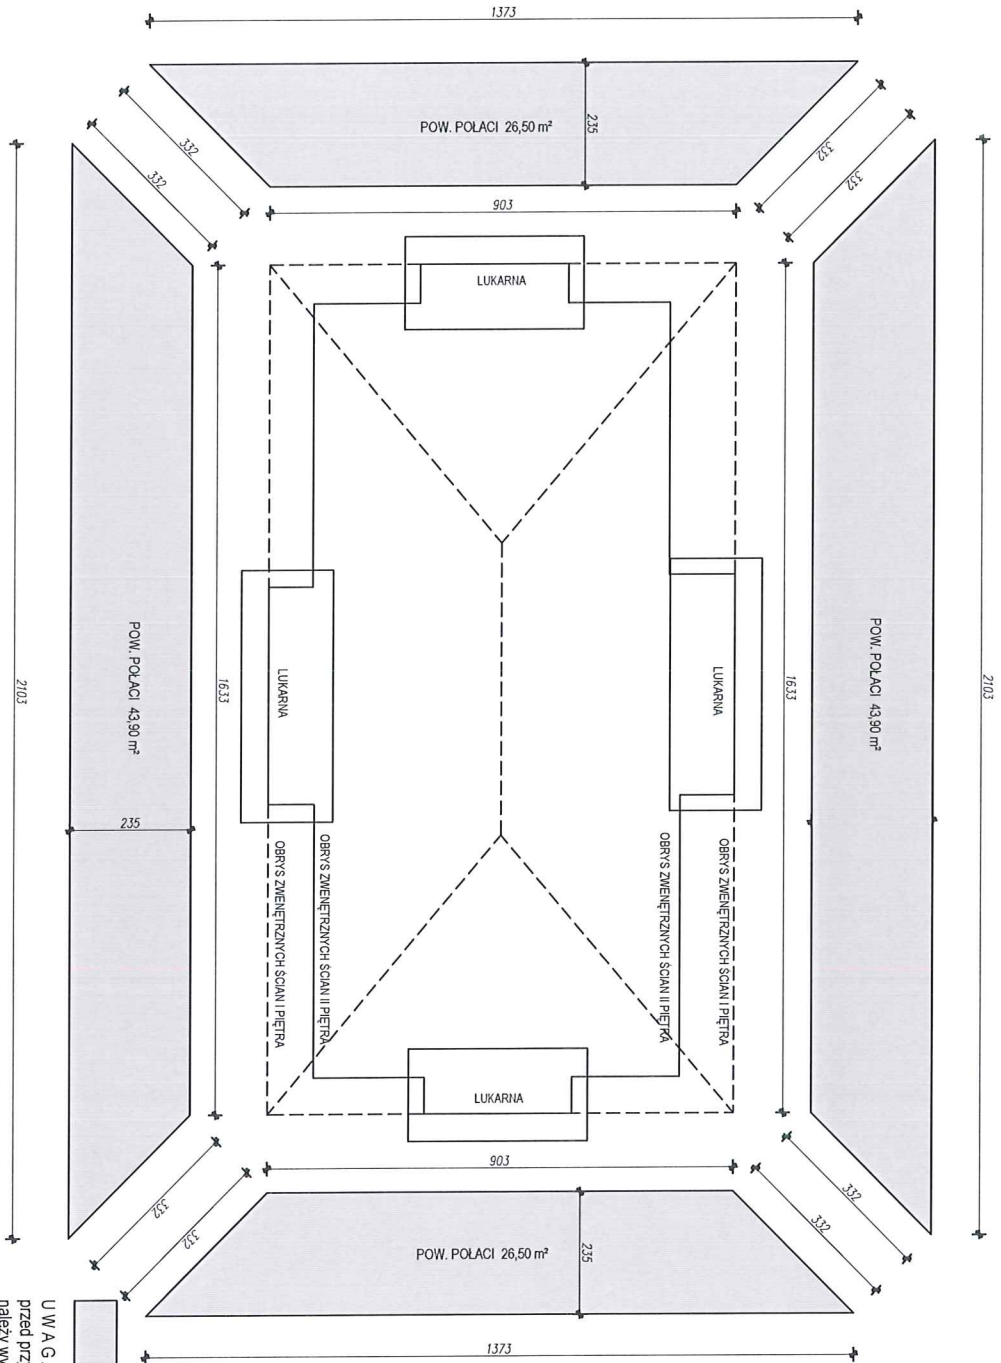 1373
POW. POŁACI 26,50 m²
235
332
332
332
332
903
2103
2103
LUKARNA
1633
1633
POW. POŁACI 43,90 m²
POW. POŁACI 43,90 m²
LUKARNA
LUKARNA
235
OBRYS ZWENĘTRZNYCH ŚCIAN I PIĘTRA
OBRYS ZWENĘTRZNYCH ŚCIAN II PIĘTRA
OBRYS ZWENĘTRZNYCH ŚCIAN II PIĘTRA
OBRYS ZWENĘTRZNYCH ŚCIAN I PIĘTRA
LUKARNA
903
332
332
332
332
POW. POŁACI 26,50 m²
235
1373
U W A G
przed prz
należy wy